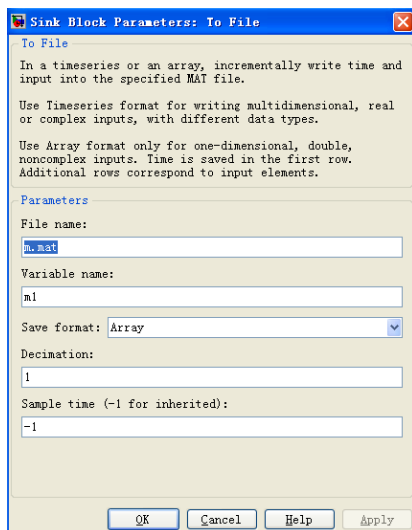 Sink Block Parameters: To File
To File
In a timeseries or an array, incrementally write time and
input into the specified MAT file.
Use Timeseries format for writing multidimensional, real
or complex inputs, with different data types.
Use Array format only for one-dimensional, double,
noncomplex inputs. Time is saved in the first row.
Additional rows correspond to input elements.
Parameters
File name:
m.mat
Variable name:
m1
Save format: Array
Decimation:
1
Sample time (-1 for inherited):
-1
OK Cancel Help Apply